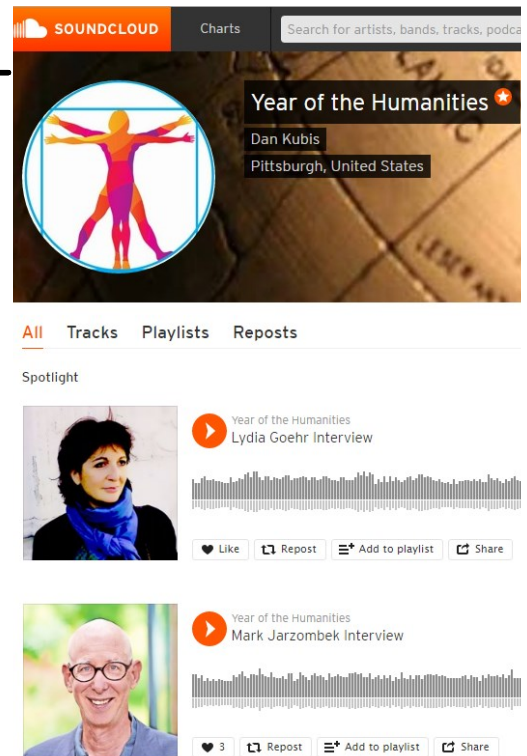 SOUNDCLOUD Charts Search for artists, bands, tracks, podca
Year of the Humanities
Dan Kubis
Pittsburgh, United States
All Tracks Playlists Reposts
Spotlight
Year of the Humanities
Lydia Goehr Interview
Like Repost Add to playlist Share
Year of the Humanities
Mark Jarzombek Interview
3 Repost Add to playlist Share